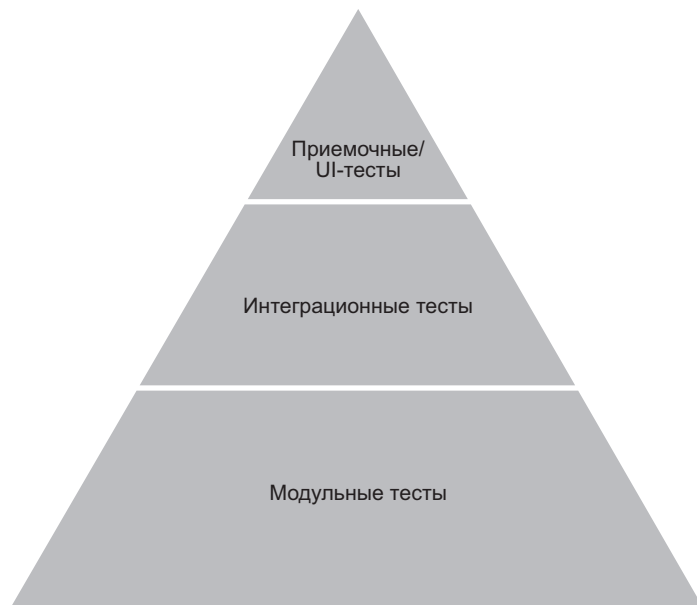 Приемочные/
UI-тесты
Интеграционные тесты
Модульные тесты